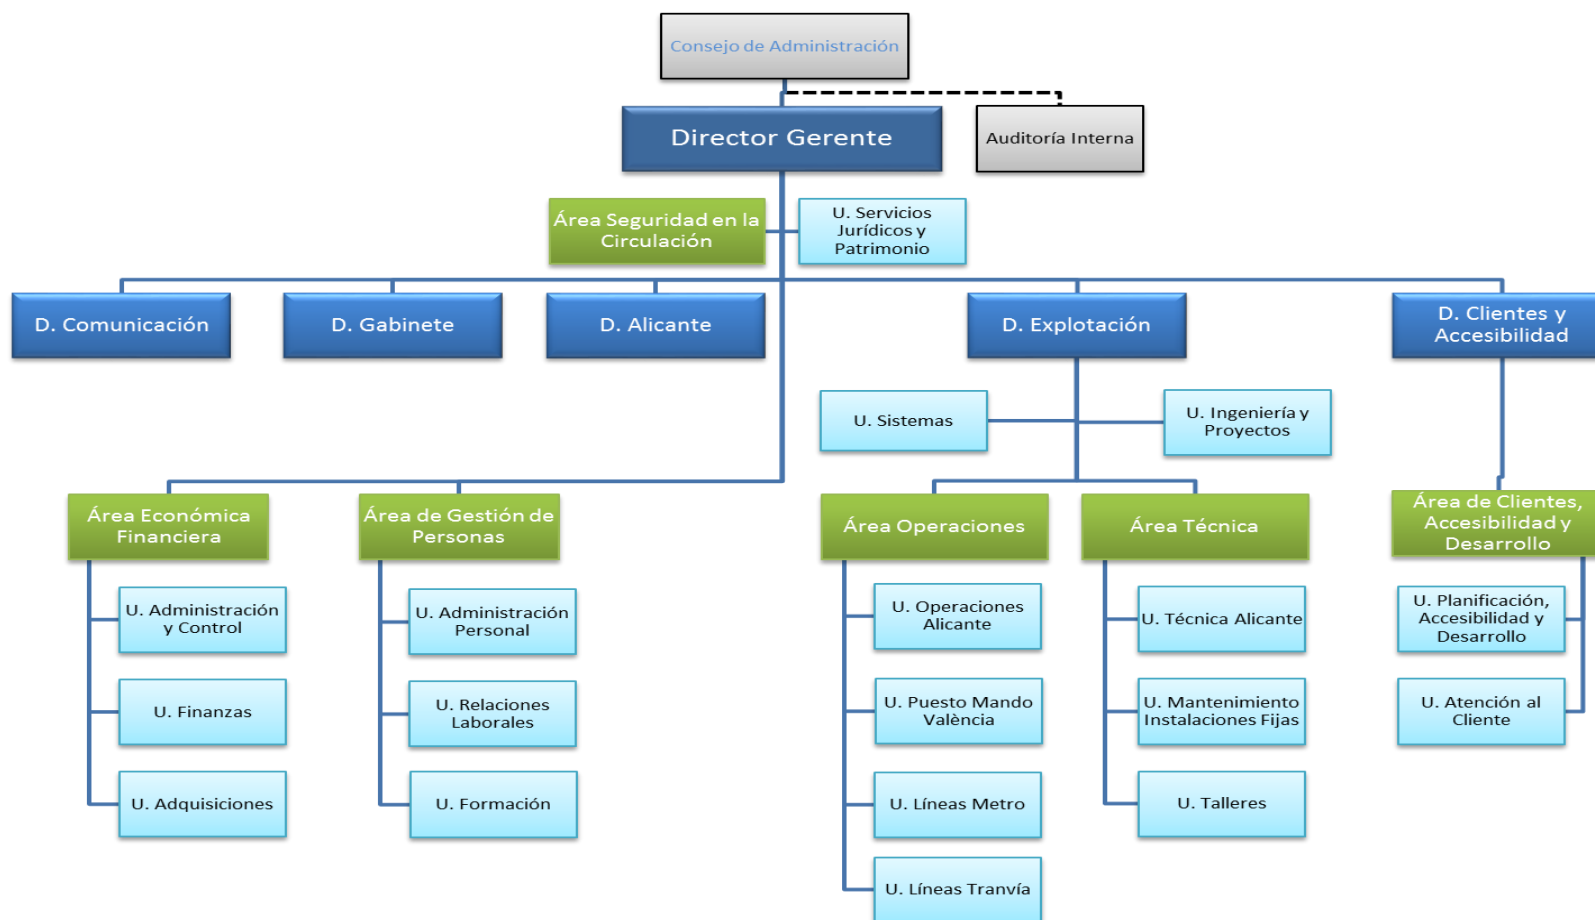 Consejo de Administración
Director Gerente
Auditoría Interna
Área Seguridad en la
Circulación
U. Servicios
Jurídicos y
Patrimonio
D. Comunicación
D. Gabinete
D. Alicante
D. Explotación
D. Clientes y
Accesibilidad
U. Sistemas
U. Ingeniería y
Proyectos
Área Económica
Financiera
Área de Gestión de
Personas
Área Operaciones
Área Técnica
Área de Clientes,
Accesibilidad y
Desarrollo
U. Administración
y Control
U. Administración
Personal
U. Operaciones
Alicante
U. Técnica Alicante
U. Planificación,
Accesibilidad y
Desarrollo
U. Finanzas
U. Relaciones
Laborales
U. Puesto Mando
València
U. Mantenimiento
Instalaciones Fijas
U. Atención al
Cliente
U. Adquisiciones
U. Formación
U. Líneas Metro
U. Talleres
U. Líneas Tranvía